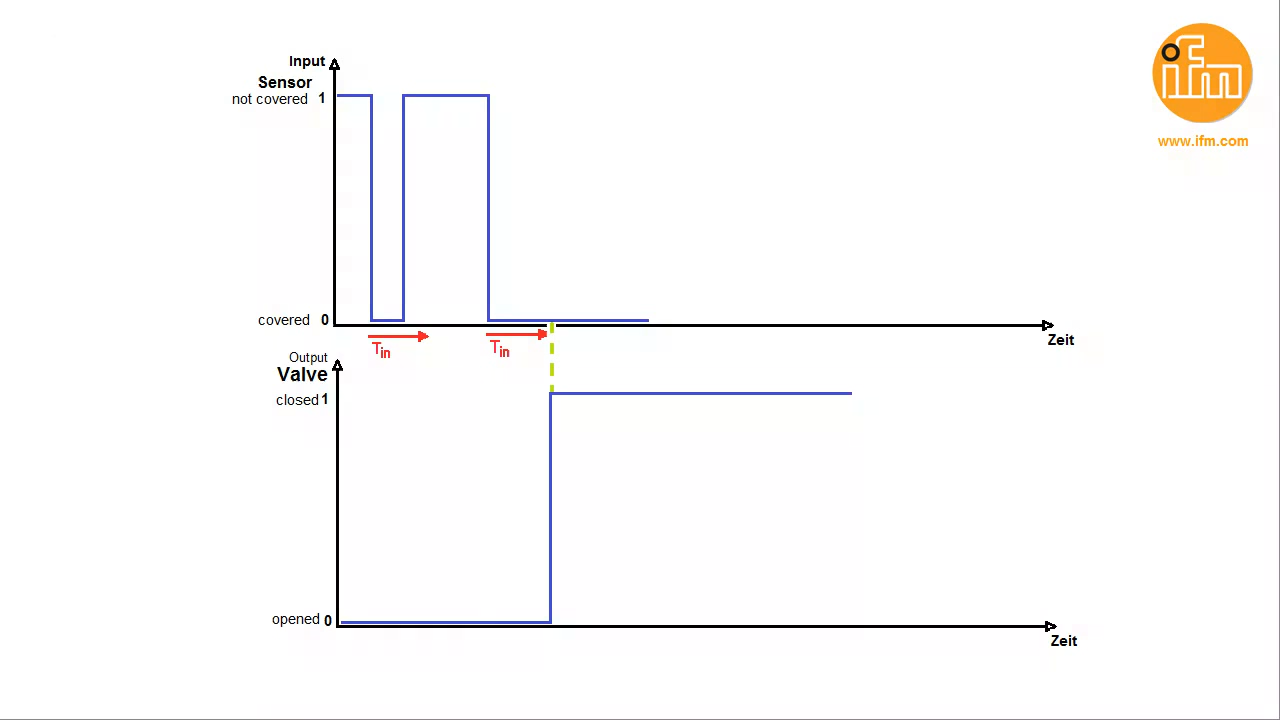 Input
Sensor
not covered 1
covered 0
Zeit
Tin
Tin
Output
Valve
closed 1
opened 0
Zeit
ifm
www.ifm.com